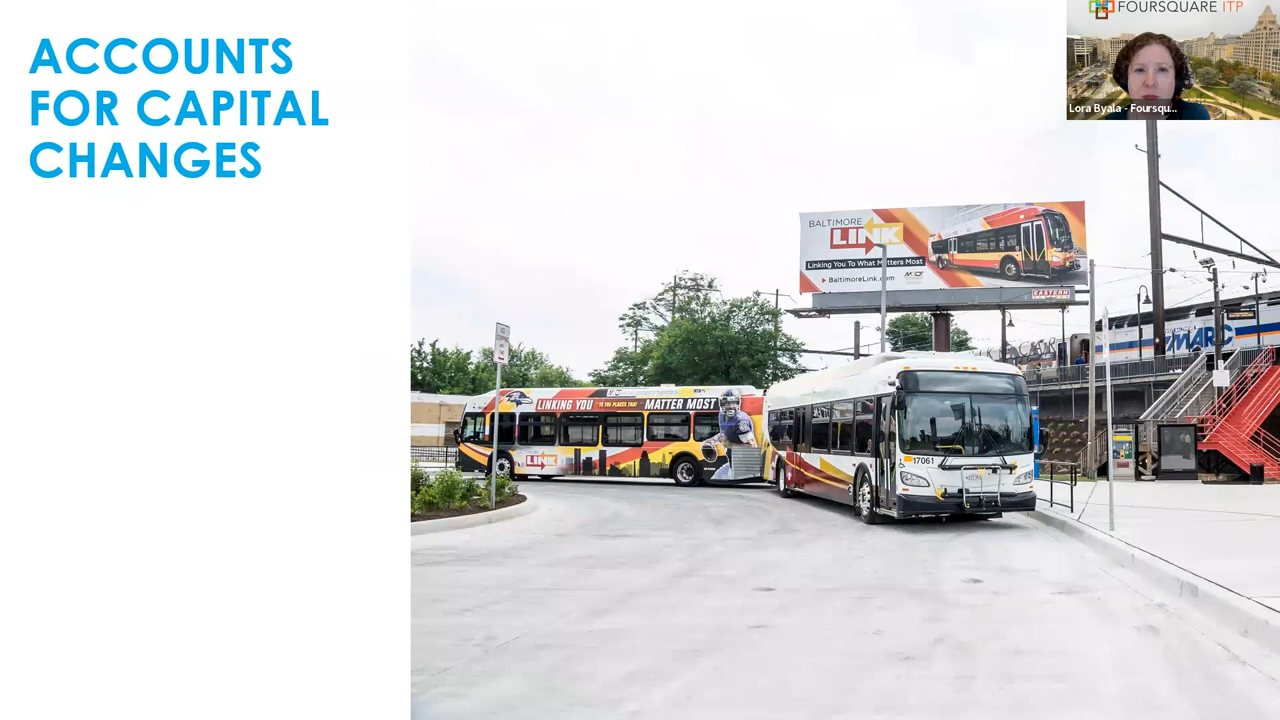 ACCOUNTS
FOR CAPITAL
CHANGES
FOURSQUARE ITP
Lora Byala - Foursqu...
BALTIMORE
LINK
Linking You To What Matters Most
BaltimoreLink.com
EASTERN
MARC
LINKING YOU TO THE PLACES THAT MATTER MOST
LINK
17061